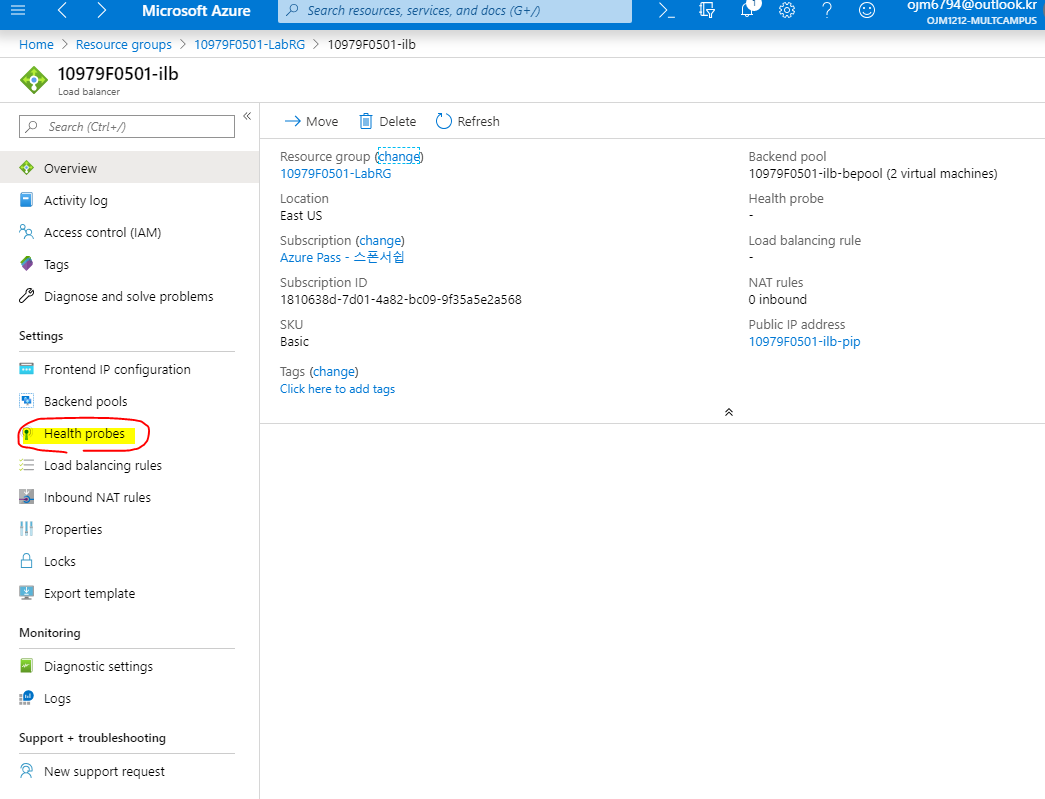 Microsoft Azure
Search resources, services, and docs (G+/)
1
ojm6794@outlook.kr
OJM1212-MULTCAMPUS
Home > Resource groups > 10979F0501-LabRG > 10979F0501-ilb
10979F0501-ilb
Load balancer
Search (Ctrl+/)
«
Overview
Activity log
Access control (IAM)
Tags
Diagnose and solve problems
Settings
Frontend IP configuration
Backend pools
Health probes
Load balancing rules
Inbound NAT rules
Properties
Locks
Export template
Monitoring
Diagnostic settings
Logs
Support + troubleshooting
New support request
Move Delete Refresh
Resource group (change)
10979F0501-LabRG
Location
East US
Subscription (change)
Azure Pass - 스폰서쉽
Subscription ID
1810638d-7d01-4a82-bc09-9f35a5e2a568
SKU
Basic
Tags (change)
Click here to add tags
Backend pool
10979F0501-ilb-bepool (2 virtual machines)
Health probe
-
Load balancing rule
-
NAT rules
0 inbound
Public IP address
10979F0501-ilb-pip